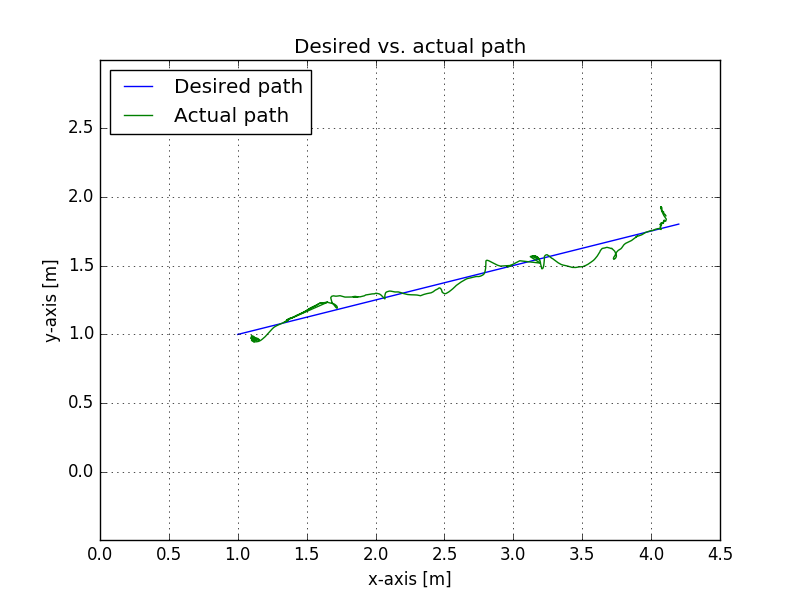 Desired vs. actual path
Desired path
Actual path
2.5
2.0
1.5
1.0
0.5
0.0
y-axis [m]
0.0 0.5 1.0 1.5 2.0 2.5 3.0 3.5 4.0 4.5
x-axis [m]